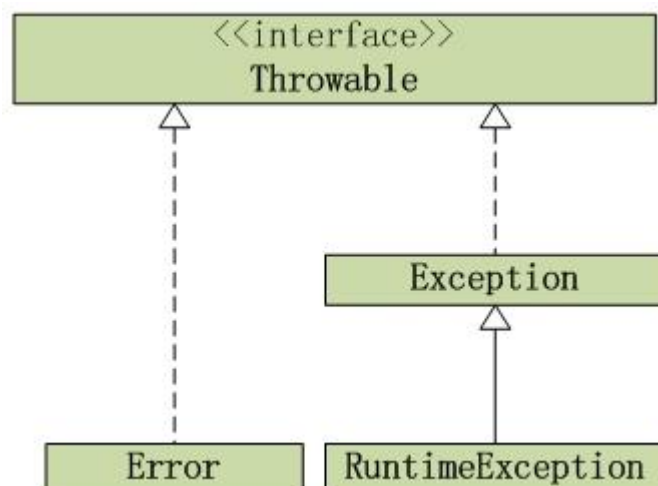 <<interface>>
Throwable
Exception
Error
RuntimeException